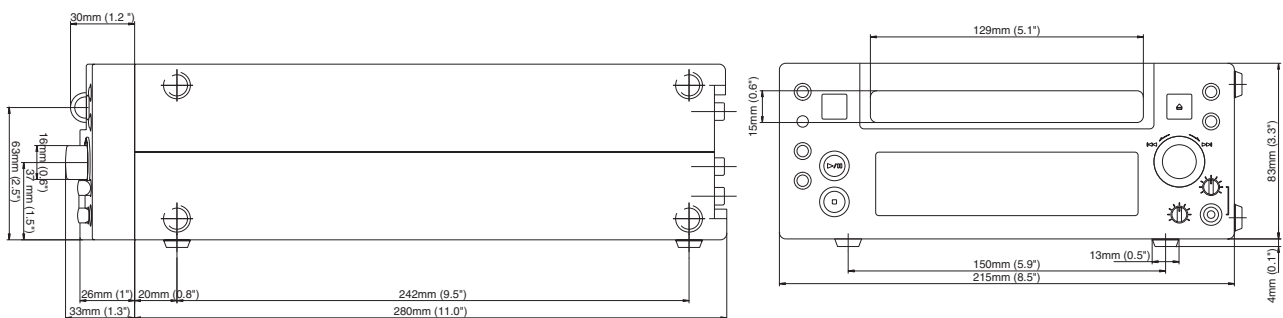 30mm (1.2 ")
63mm (2.5")
16mm (0.6")
37 mm (1.5")
26mm (1")
20mm (0.8")
242mm (9.5")
33mm (1.3")
280mm (11.0")
129mm (5.1")
15mm (0.6")
83mm (3.3")
13mm (0.5")
150mm (5.9")
215mm (8.5")
4mm (0.1")